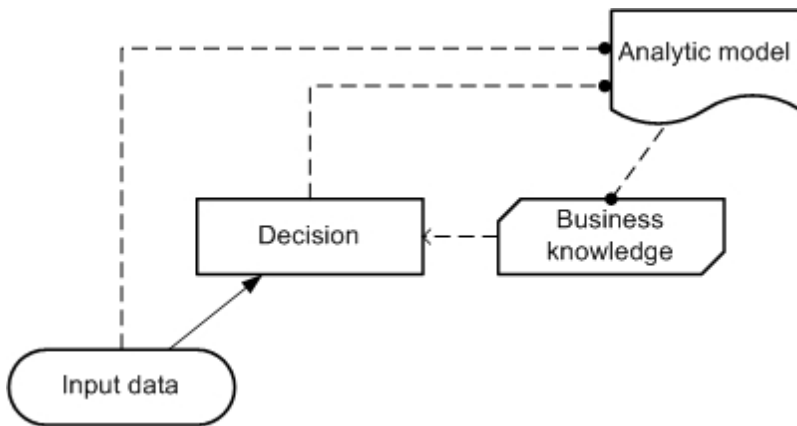 Analytic model
Decision
Business
knowledge
Input data